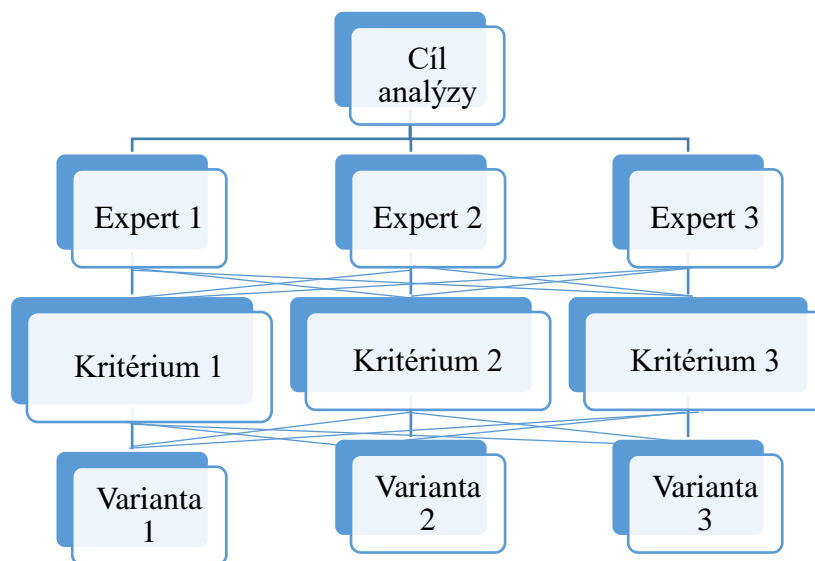 Cíl
analýzy
Expert 1
Expert 2
Expert 3
Kritérium 1
Kritérium 2
Kritérium 3
Varianta
1
Varianta
2
Varianta
3